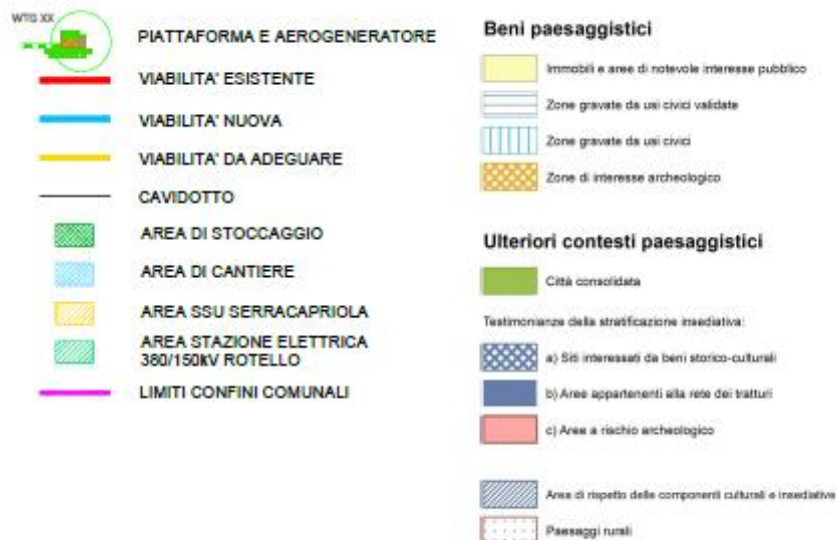 WTG XX
PIATTAFORMA E AEROGENERATORE
VIABILITA' ESISTENTE
VIABILITA' NUOVA
VIABILITA' DA ADEGUARE
CAVIDOTTO
AREA DI STOCCAGGIO
AREA DI CANTIERE
AREA SSU SERRACAPRIOLA
AREA STAZIONE ELETTRICA
380/150kV ROTELLO
LIMITI CONFINI COMUNALI
Beni paesaggistici
Immobili e aree di notevole interesse pubblico
Zone gravate da usi civici validate
Zone gravate da usi civici
Zone di interesse archeologico
Ulteriori contesti paesaggistici
Città consolidata
Testimonianze della stratificazione insediativa:
a) Siti interessati da beni storico-culturali
b) Aree appartenenti alla rete dei tratturi
c) Aree a rischio archeologico
Area di rispetto delle componenti culturali e insediative
Paesaggi rurali